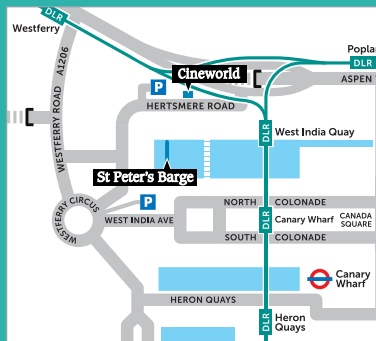 DLR
Westferry
A1206
WESTFERRY ROAD
Poplar
DLR
ASPEN
Cineworld
P
HERTSMERE ROAD
DLR
West India Quay
St Peter's Barge
P
WESTFERRY CIRCUS
WEST INDIA AVE
NORTH COLONADE
DLR
Canary Wharf
CANADA
SQUARE
SOUTH COLONADE
Canary
Wharf
HERON QUAYS
DLR
Heron
Quays